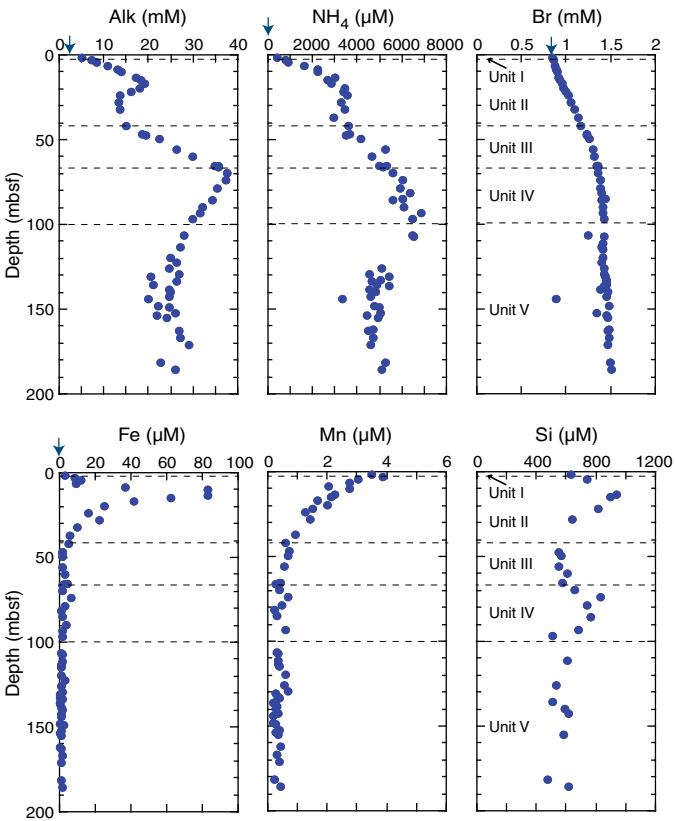 Alk (mM) NH4 (µM) Br (mM)
0 10 20 30 40 0 2000 4000 6000 8000 0 0.5 1 1.5 2
0
50
100
150
200
Depth (mbsf)
Unit I
Unit II
Unit III
Unit IV
Unit V
Fe (µM) Mn (µM) Si (µM)
0 20 40 60 80 100 0 2 4 6 400 800 1200
0
50
100
150
200
Depth (mbsf)
Unit I
Unit II
Unit III
Unit IV
Unit V